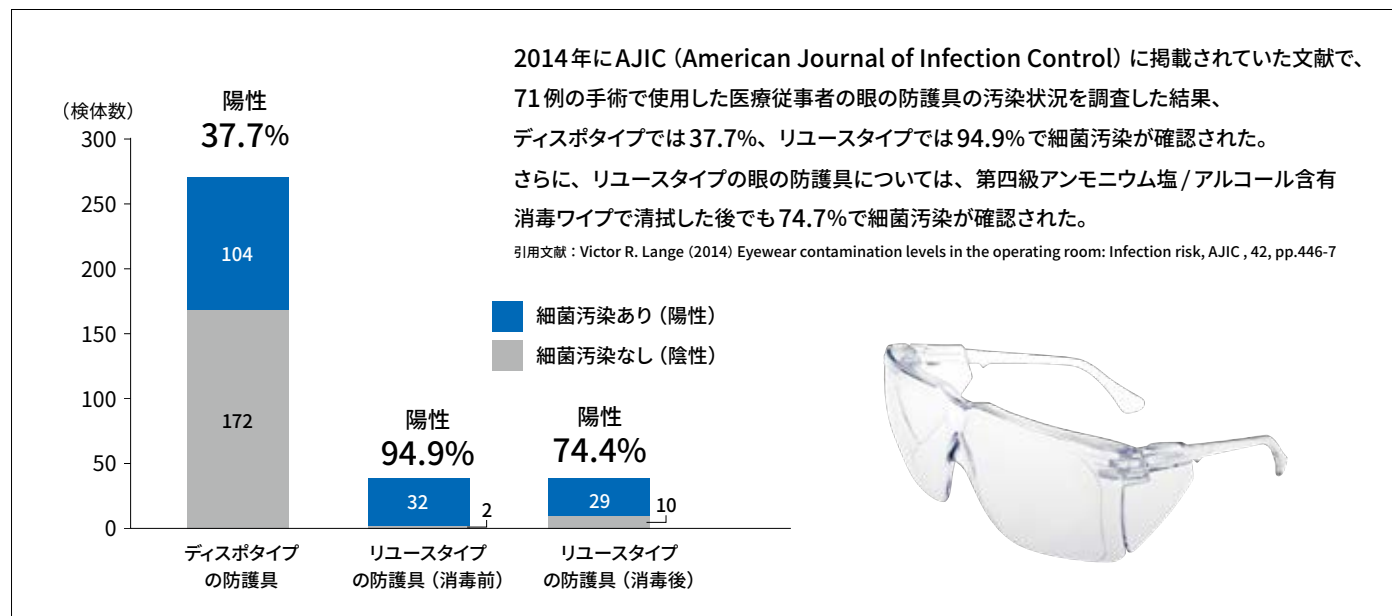 2014年にAJIC（American Journal of Infection Control）に掲載されていた文献で、
71例の手術で使用した医療従事者の眼の防護具の汚染状況を調査した結果、
ディスポタイプでは37.7%、リユースタイプでは94.9%で細菌汚染が確認された。
さらに、リユースタイプの眼の防護具については、第四級アンモニウム塩/アルコール含有
消毒ワイプで清拭した後でも74.7%で細菌汚染が確認された。
引用文献：Victor R. Lange（2014）Eyewear contamination levels in the operating room: Infection risk, AJIC , 42, pp.446-7
（検体数）
300
250
200
150
100
50
0
陽性
37.7%
104
172
陽性
94.9%
32
2
陽性
74.4%
29
10
細菌汚染あり（陽性）
細菌汚染なし（陰性）
ディスポタイプ
の防護具
リユースタイプ
の防護具（消毒前）
リユースタイプ
の防護具（消毒後）